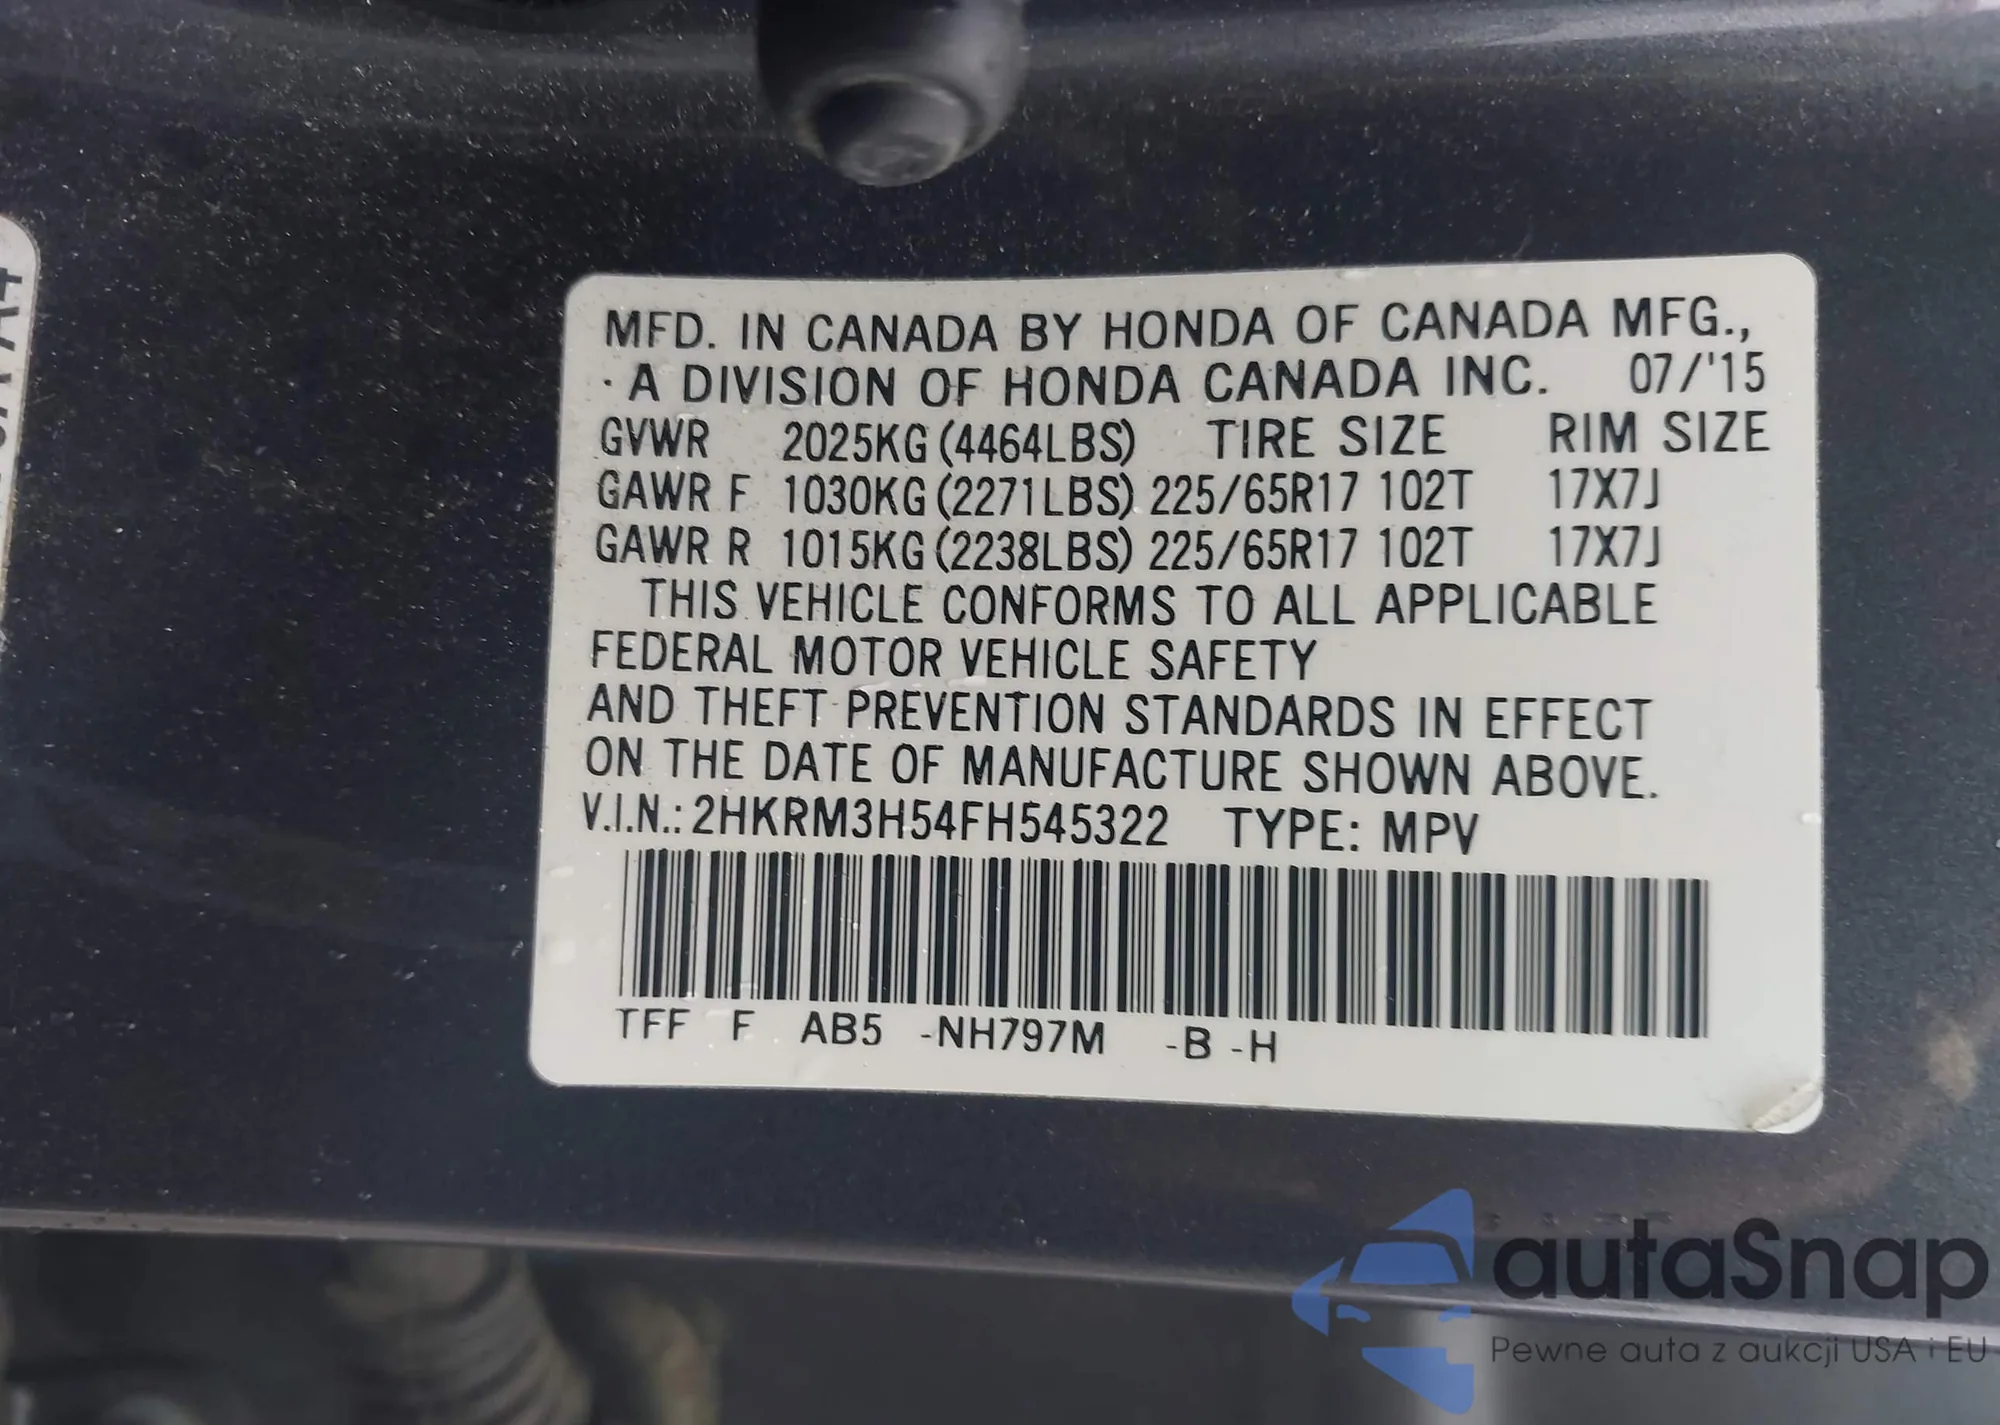 MFD. IN CANADA BY HONDA OF CANADA MFG.,
· A DIVISION OF HONDA CANADA INC. 07/'15
GVWR 2025KG (4464LBS) TIRE SIZE RIM SIZE
GAWR F 1030KG (2271LBS) 225/65R17 102T 17X7J
GAWR R 1015KG (2238LBS) 225/65R17 102T 17X7J
THIS VEHICLE CONFORMS TO ALL APPLICABLE
FEDERAL MOTOR VEHICLE SAFETY
AND THEFT PREVENTION STANDARDS IN EFFECT
ON THE DATE OF MANUFACTURE SHOWN ABOVE.
V.I.N.: 2HKRM3H54FH545322 TYPE: MPV
TFF F AB5 -NH797M -B -H
autaSnap
Pewne auta z aukcji USA i EU